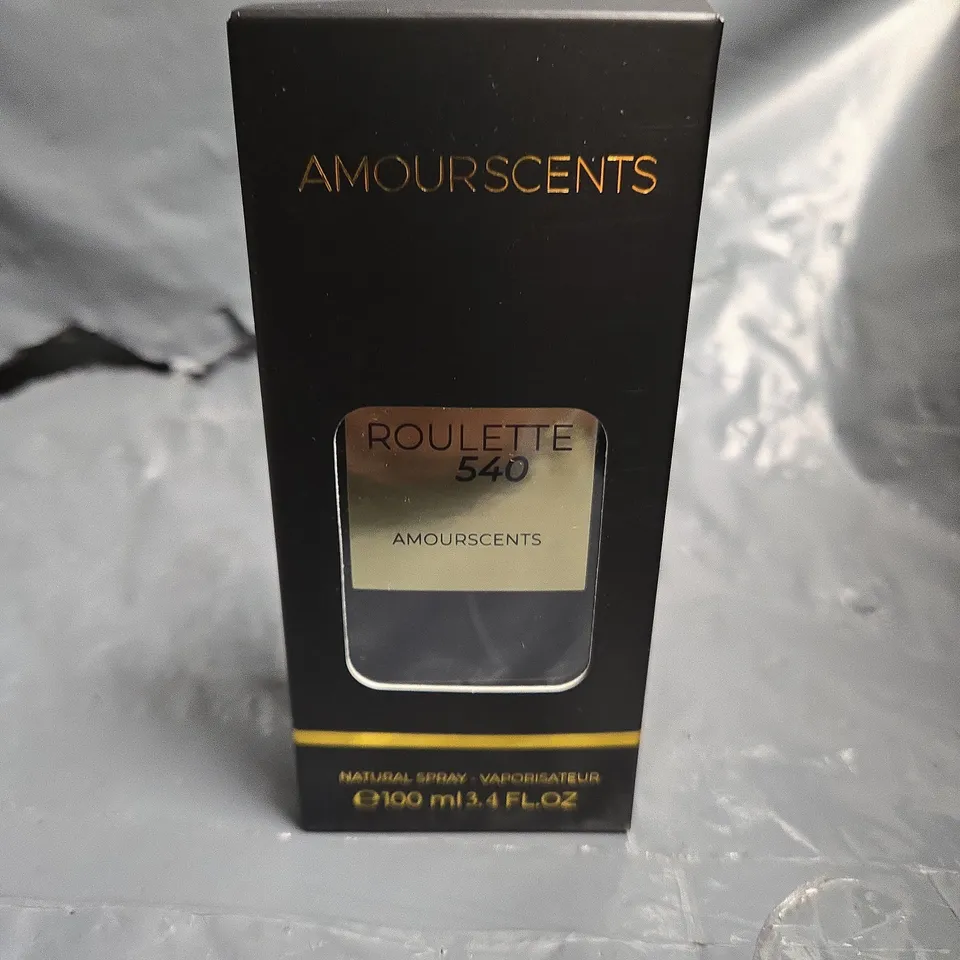 AMOURSCENTS
ROULETTE
540
AMOURSCENTS
NATURAL SPRAY - VAPORISATEUR
℮100 ml 3.4 FL.OZ